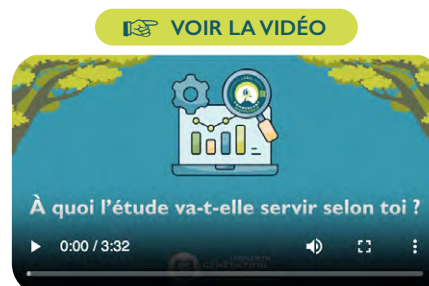 ☞ VOIR LA VIDÉO
À quoi l'étude va-t-elle servir selon toi ?
0:00 / 3:32